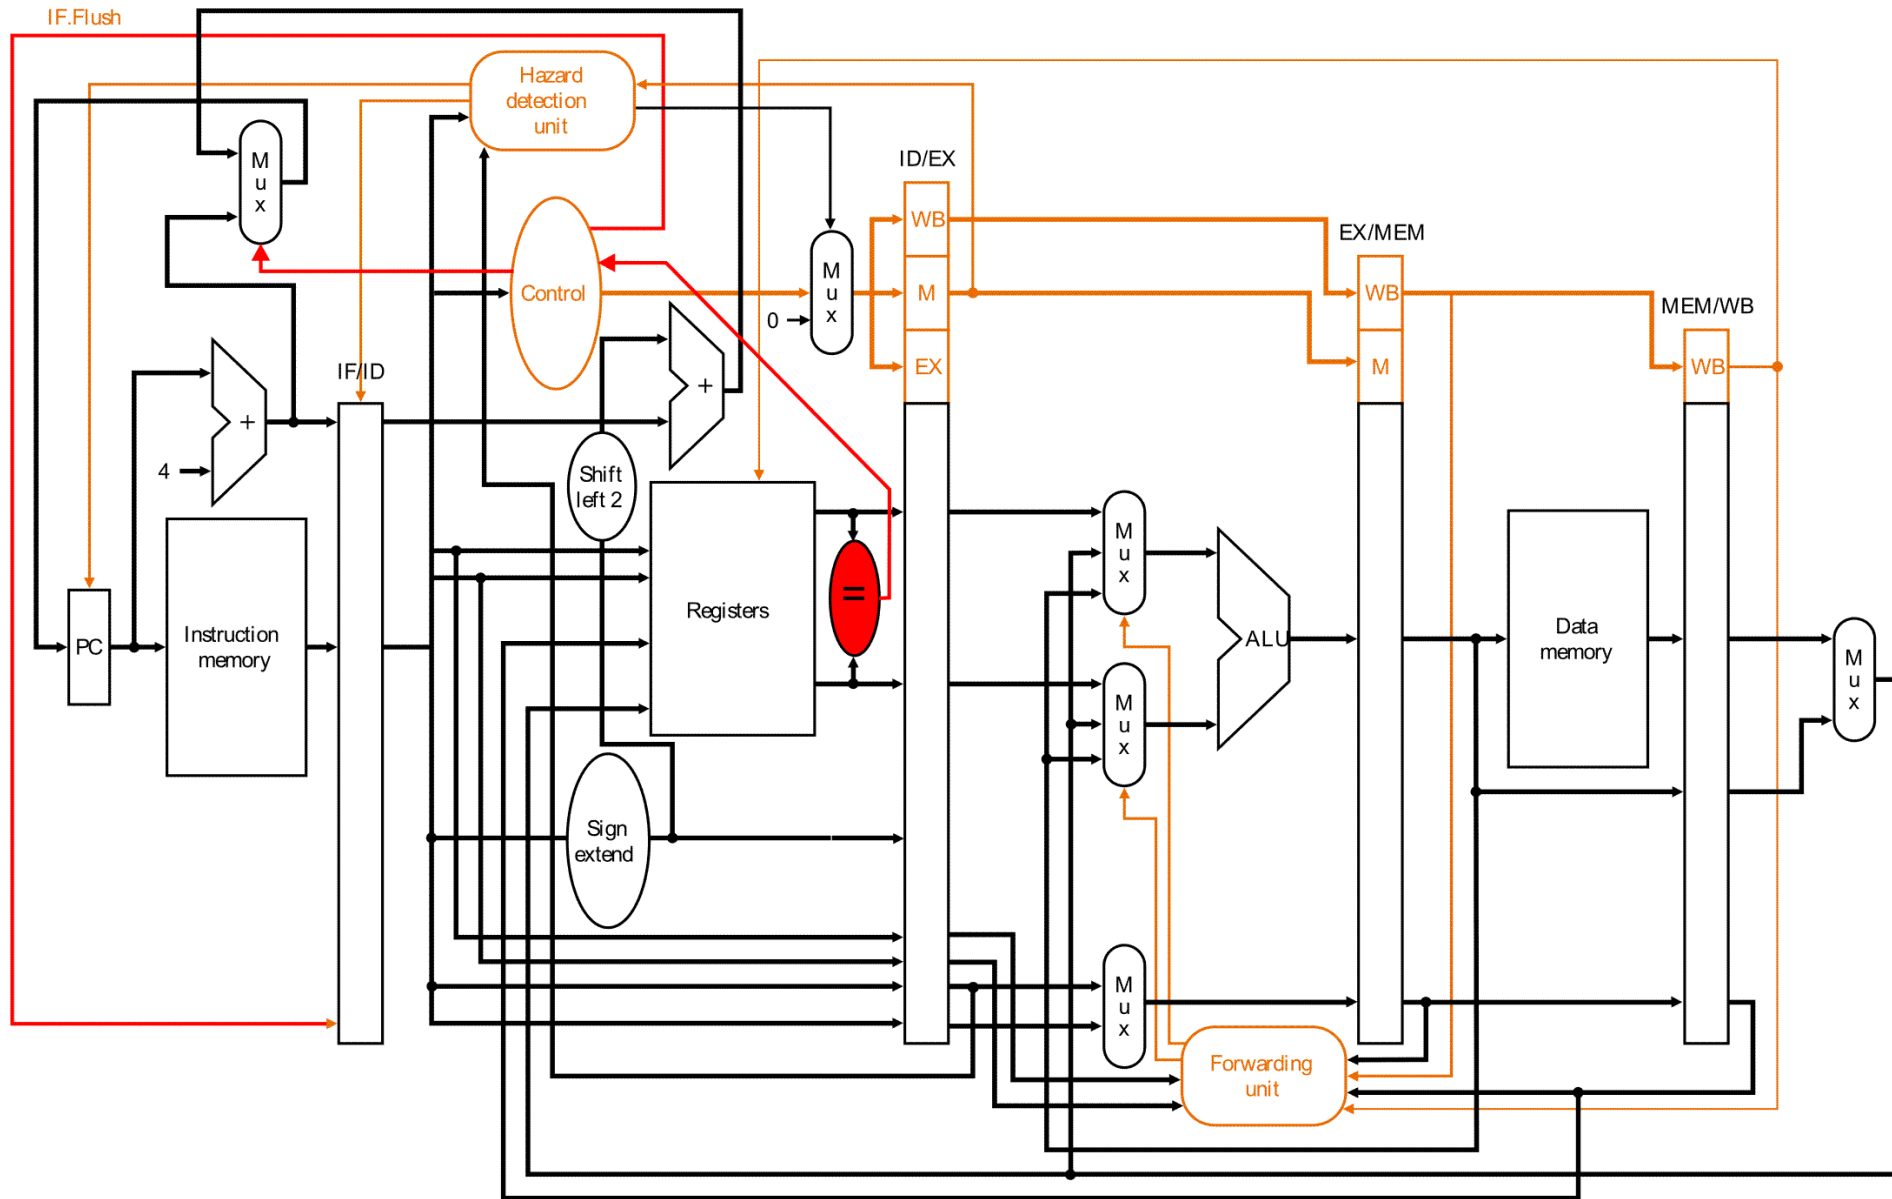 IF.Flush
Hazard
detection
unit
M
u
x
ID/EX
WB
EX/MEM
Control
M
u
x
M
WB
MEM/WB
0
IF/ID
EX
M
WB
+
+
4
Shift
left 2
M
u
x
Instruction
memory
PC
Registers
=
ALU
Data
memory
M
u
x
M
u
x
Sign
extend
M
u
x
Forwarding
unit